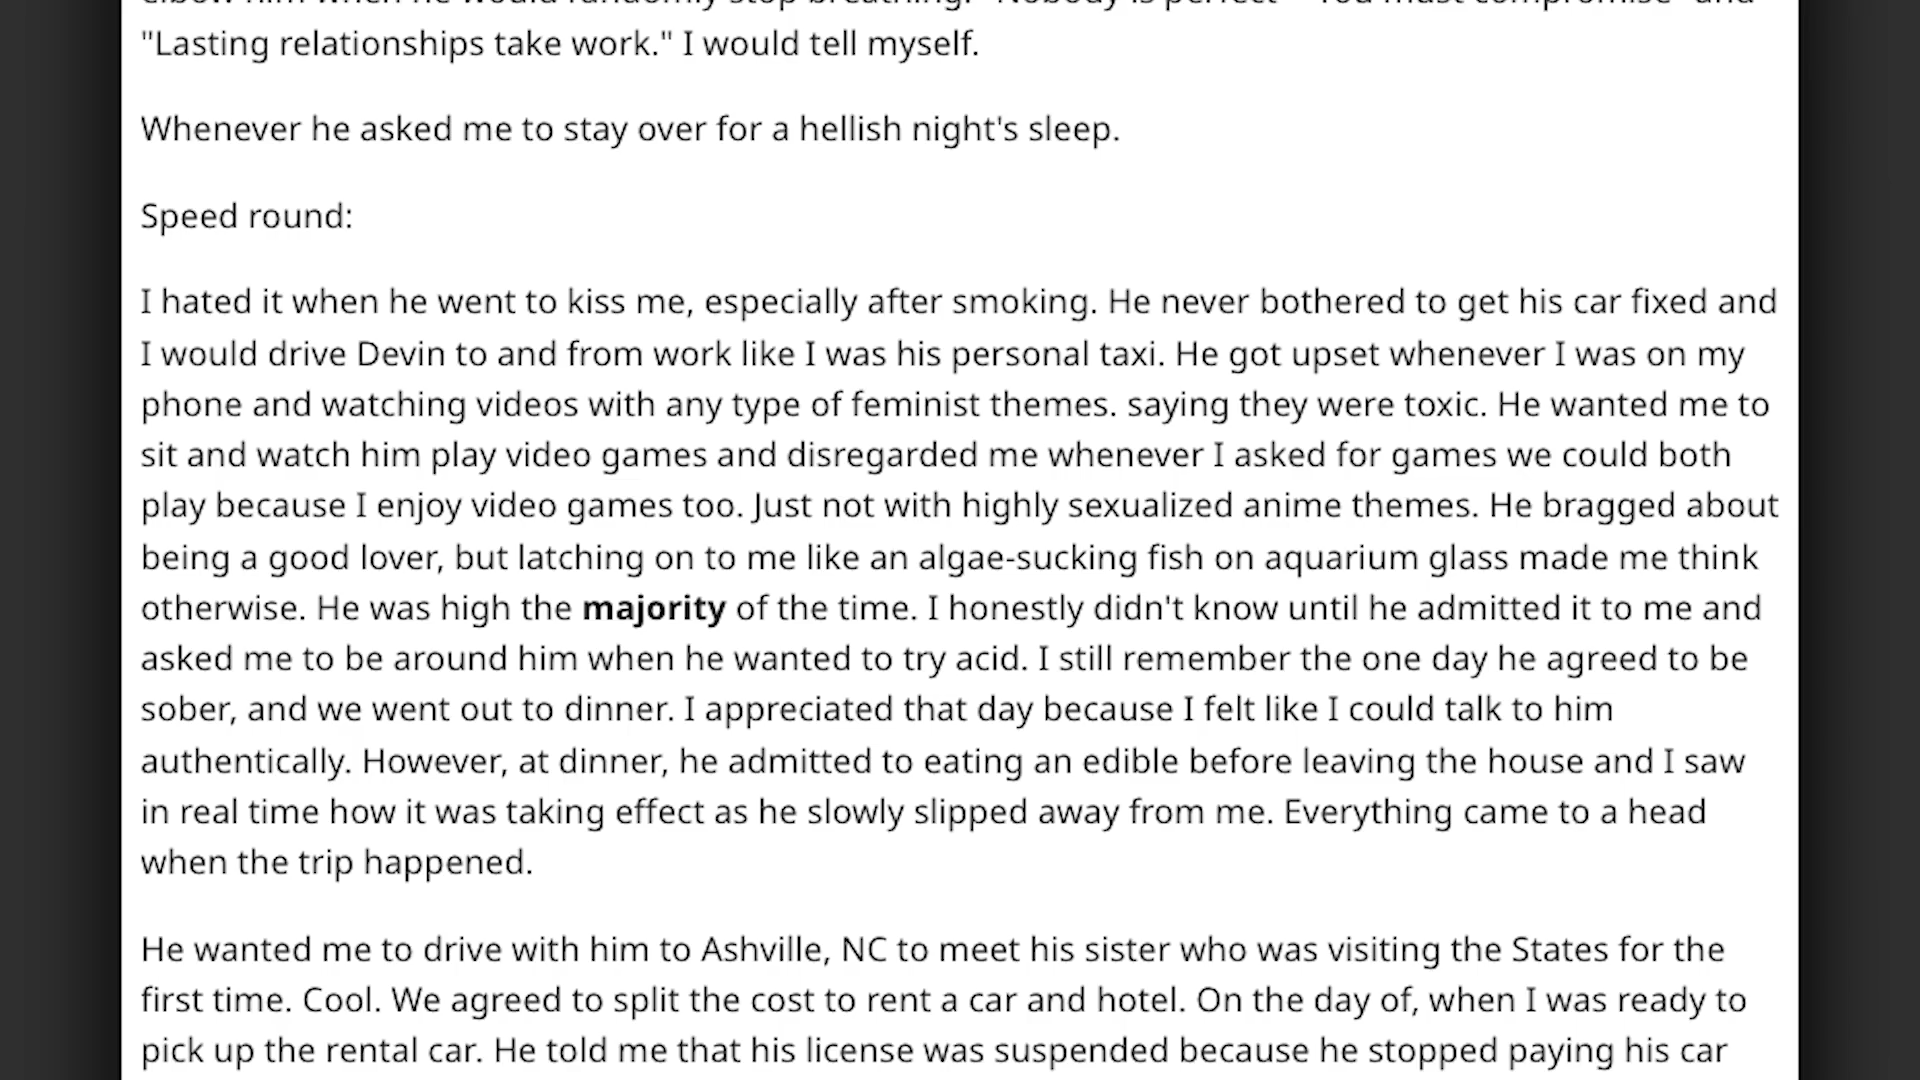 elbow him when he would randomly stop breathing. "Nobody is perfect" "You must compromise" and
"Lasting relationships take work." I would tell myself.
Whenever he asked me to stay over for a hellish night's sleep.
Speed round:
I hated it when he went to kiss me, especially after smoking. He never bothered to get his car fixed and
I would drive Devin to and from work like I was his personal taxi. He got upset whenever I was on my
phone and watching videos with any type of feminist themes. saying they were toxic. He wanted me to
sit and watch him play video games and disregarded me whenever I asked for games we could both
play because I enjoy video games too. Just not with highly sexualized anime themes. He bragged about
being a good lover, but latching on to me like an algae-sucking fish on aquarium glass made me think
otherwise. He was high the majority of the time. I honestly didn't know until he admitted it to me and
asked me to be around him when he wanted to try acid. I still remember the one day he agreed to be
sober, and we went out to dinner. I appreciated that day because I felt like I could talk to him
authentically. However, at dinner, he admitted to eating an edible before leaving the house and I saw
in real time how it was taking effect as he slowly slipped away from me. Everything came to a head
when the trip happened.
He wanted me to drive with him to Ashville, NC to meet his sister who was visiting the States for the
first time. Cool. We agreed to split the cost to rent a car and hotel. On the day of, when I was ready to
pick up the rental car. He told me that his license was suspended because he stopped paying his car